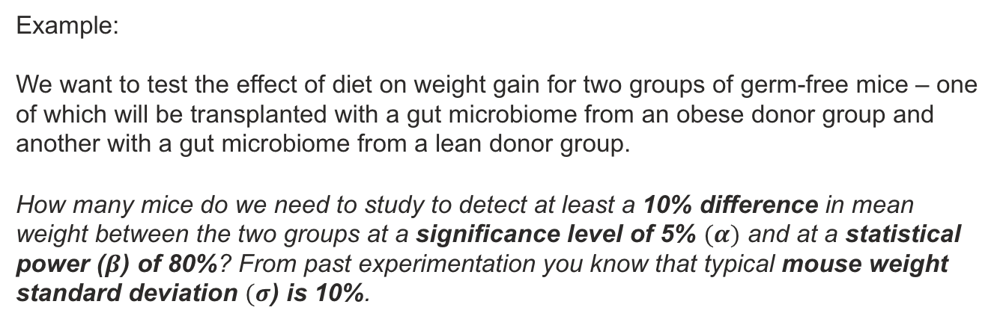 Example:
We want to test the effect of diet on weight gain for two groups of germ-free mice – one
of which will be transplanted with a gut microbiome from an obese donor group and
another with a gut microbiome from a lean donor group.
How many mice do we need to study to detect at least a 10% difference in mean
weight between the two groups at a significance level of 5% (α) and at a statistical
power (β) of 80%? From past experimentation you know that typical mouse weight
standard deviation (σ) is 10%.